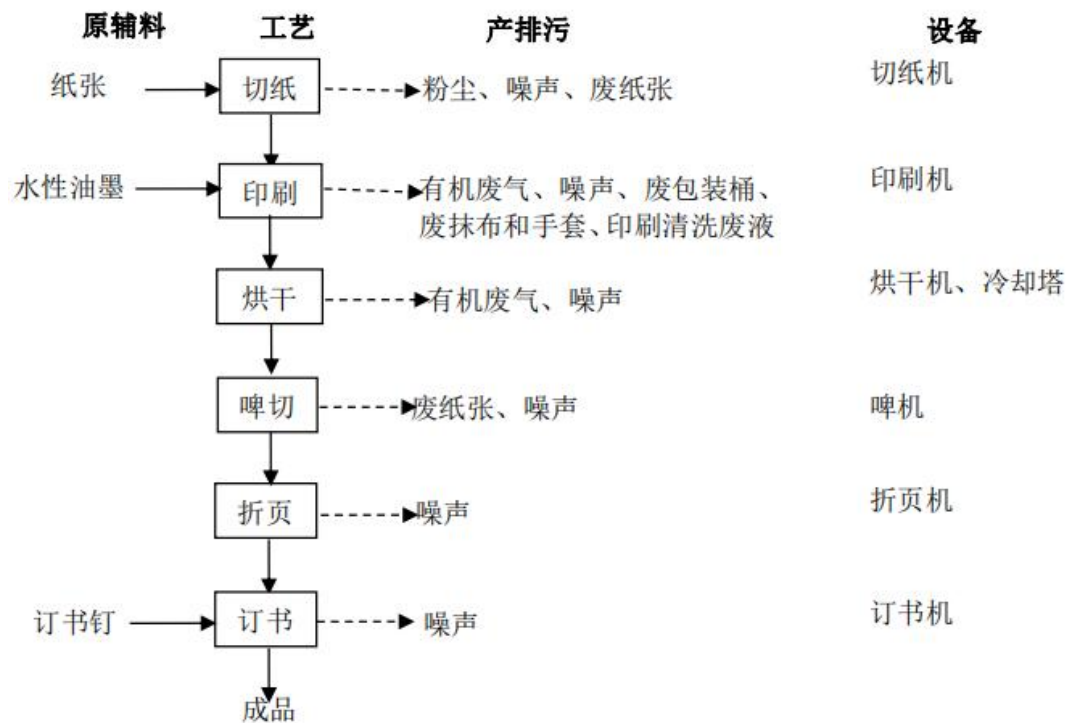 原辅料 工艺 产排污 设备
纸张 切纸 粉尘、噪声、废纸张 切纸机
水性油墨 印刷 有机废气、噪声、废包装桶、 印刷机
废抹布和手套、印刷清洗废液
烘干 有机废气、噪声 烘干机、冷却塔
啤切 废纸张、噪声 啤机
折页 噪声 折页机
订书钉 订书 噪声 订书机
成品